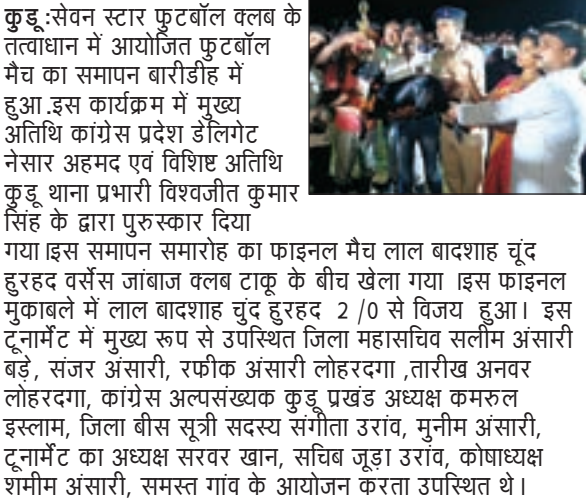 कुडू :सेवन स्टार फुटबॉल क्लब के
तत्वाधान में आयोजित फुटबॉल
मैच का समापन बारीडीह में
हुआ .इस कार्यक्रम में मुख्य
अतिथि कांग्रेस प्रदेश डेलिगेट
नेसार अहमद एवं विशिष्ट अतिथि
कुडू थाना प्रभारी विश्वजीत कुमार
सिंह के द्वारा पुरुस्कार दिया
गया।इस समापन समारोह का फाइनल मैच लाल बादशाह चूंद
हुरहद वर्सेस जांबाज क्लब टाकू के बीच खेला गया ।इस फाइनल
मुकाबले में लाल बादशाह चुंद हुरहद 2 /0 से विजय हुआ। इस
टूनार्मेट में मुख्य रूप से उपस्थित जिला महासचिव सलीम अंसारी
बड़े, संजर अंसारी, रफीक अंसारी लोहरदगा ,तारीख अनवर
लोहरदगा, कांग्रेस अल्पसंख्यक कुडू प्रखंड अध्यक्ष कमरुल
इस्लाम, जिला बीस सूत्री सदस्य संगीता उरांव, मुनीम अंसारी,
टूनार्मेट का अध्यक्ष सरवर खान, सचिब जूड़ा उरांव, कोषाध्यक्ष
शमीम अंसारी, समस्त गांव के आयोजन करता उपस्थित थे।